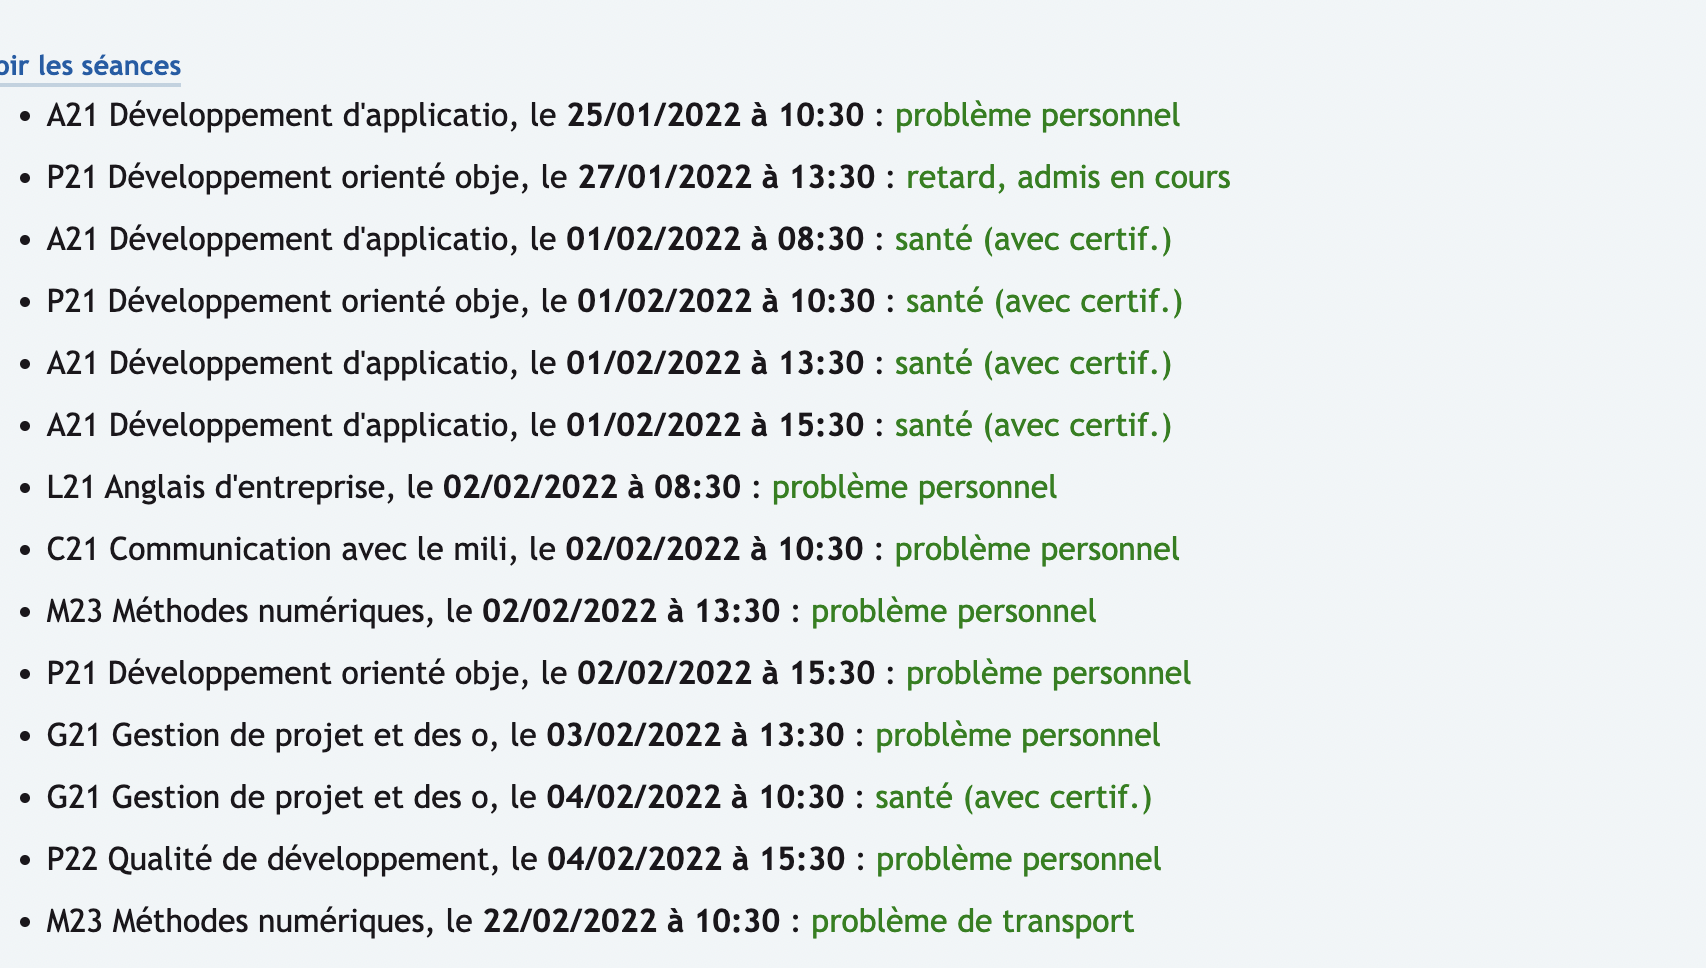 oir les séances
• A21 Développement d'applicatio, le 25/01/2022 à 10:30 : problème personnel
• P21 Développement orienté obje, le 27/01/2022 à 13:30 : retard, admis en cours
• A21 Développement d'applicatio, le 01/02/2022 à 08:30 : santé (avec certif.)
• P21 Développement orienté obje, le 01/02/2022 à 10:30 : santé (avec certif.)
• A21 Développement d'applicatio, le 01/02/2022 à 13:30 : santé (avec certif.)
• A21 Développement d'applicatio, le 01/02/2022 à 15:30 : santé (avec certif.)
• L21 Anglais d'entreprise, le 02/02/2022 à 08:30 : problème personnel
• C21 Communication avec le mili, le 02/02/2022 à 10:30 : problème personnel
• M23 Méthodes numériques, le 02/02/2022 à 13:30 : problème personnel
• P21 Développement orienté obje, le 02/02/2022 à 15:30 : problème personnel
• G21 Gestion de projet et des o, le 03/02/2022 à 13:30 : problème personnel
• G21 Gestion de projet et des o, le 04/02/2022 à 10:30 : santé (avec certif.)
• P22 Qualité de développement, le 04/02/2022 à 15:30 : problème personnel
• M23 Méthodes numériques, le 22/02/2022 à 10:30 : problème de transport